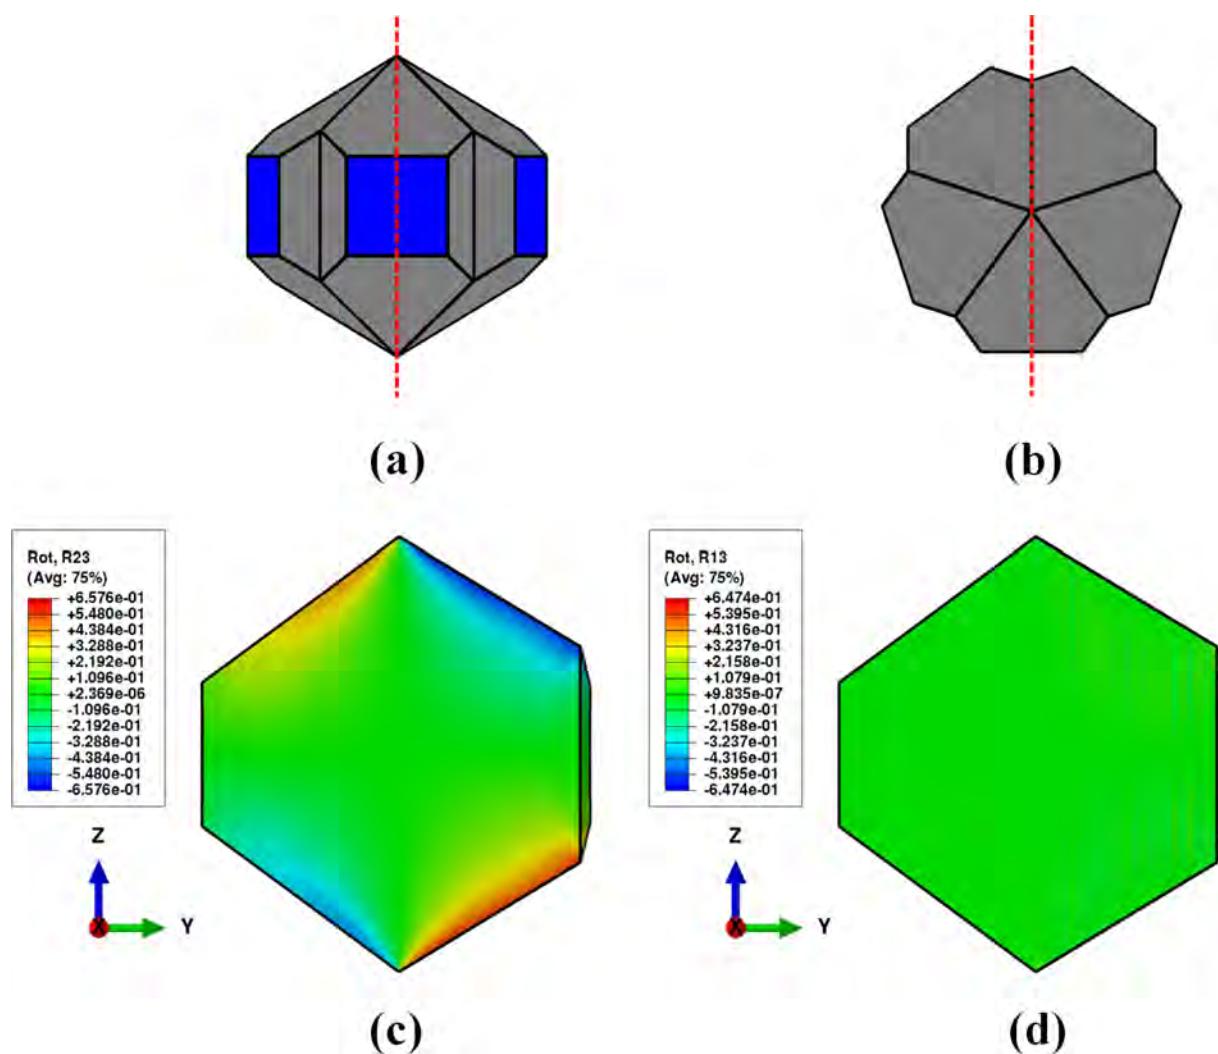 (a)
(b)
Rot, R23
(Avg: 75%)
+6.576e-01
+5.480e-01
+4.384e-01
+3.288e-01
+2.192e-01
+1.096e-01
+2.369e-06
-1.096e-01
-2.192e-01
-3.288e-01
-4.384e-01
-5.480e-01
-6.576e-01
Z
X
Y
(c)
Rot, R13
(Avg: 75%)
+6.474e-01
+5.395e-01
+4.316e-01
+3.237e-01
+2.158e-01
+1.079e-01
+9.835e-07
-1.079e-01
-2.158e-01
-3.237e-01
-4.316e-01
-5.395e-01
-6.474e-01
Z
X
Y
(d)